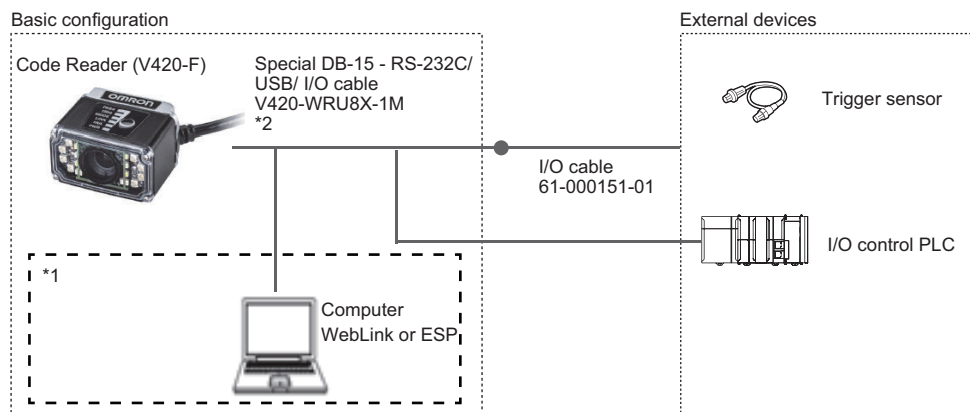 Basic configuration
External devices
Code Reader (V420-F)
Special DB-15 - RS-232C/
USB/ I/O cable
V420-WRU8X-1M
*2
OMRON
Trigger sensor
I/O cable
61-000151-01
I/O control PLC
*1
Computer
WebLink or ESP